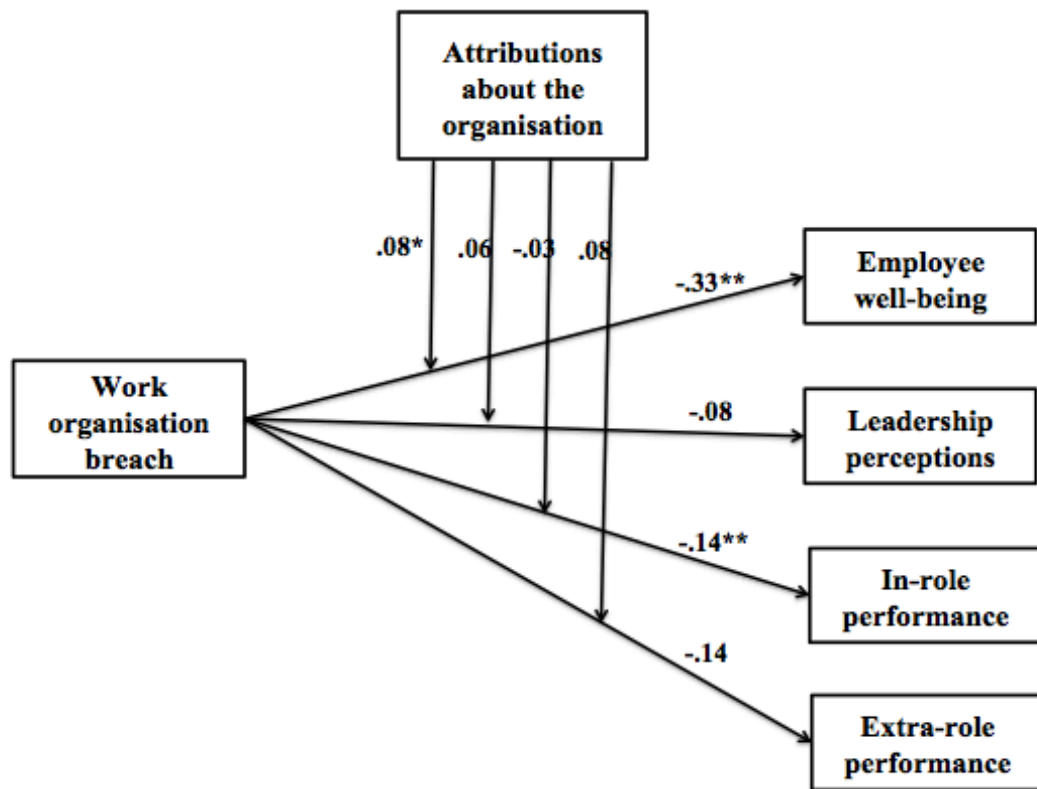 Attributions
about the
organisation
.08*
.06
-.03
.08
-.33**
Employee
well-being
Work
organisation
breach
-.08
Leadership
perceptions
-.14**
In-role
performance
-.14
Extra-role
performance